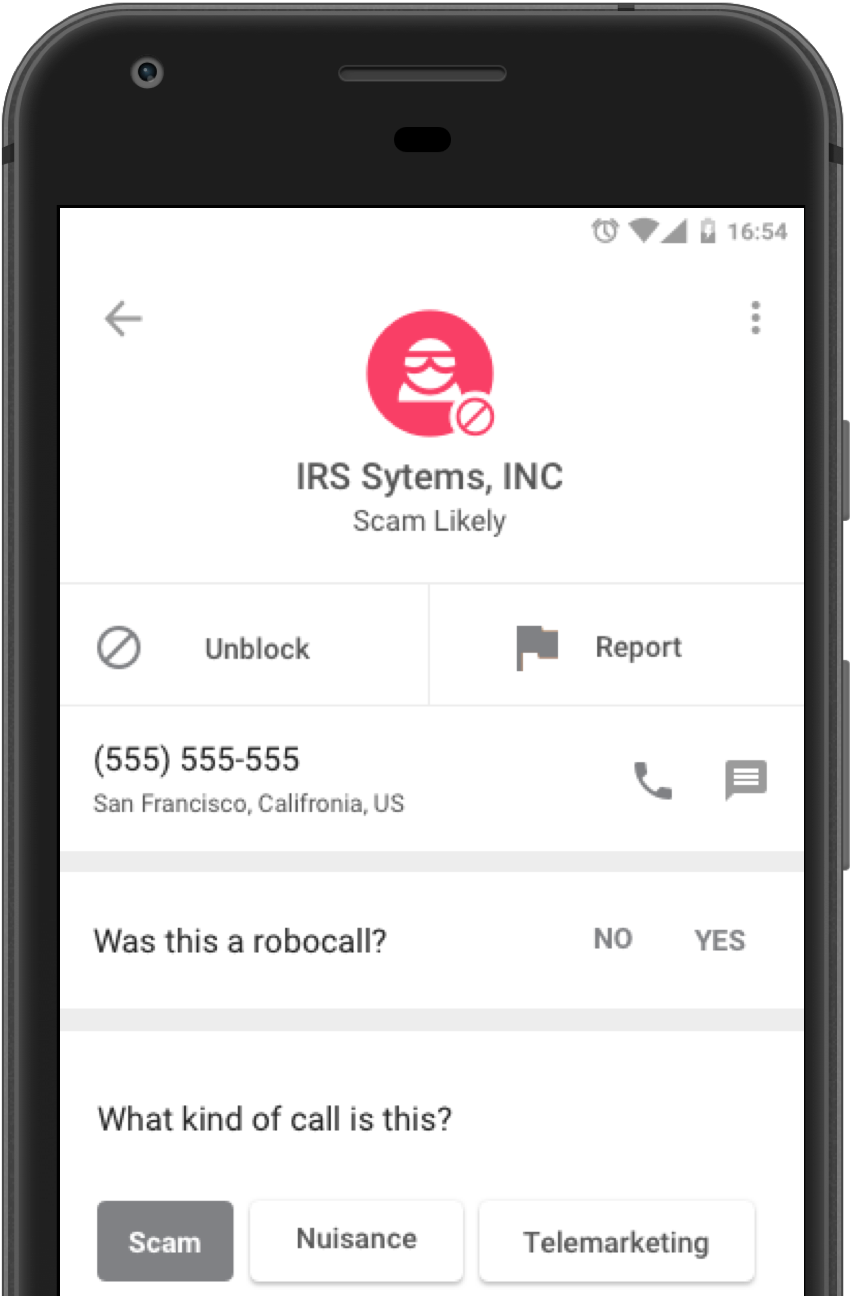 16:54
IRS Sytems, INC
Scam Likely
Unblock
Report
(555) 555-555
San Francisco, Califronia, US
Was this a robocall?
NO
YES
What kind of call is this?
Scam
Nuisance
Telemarketing